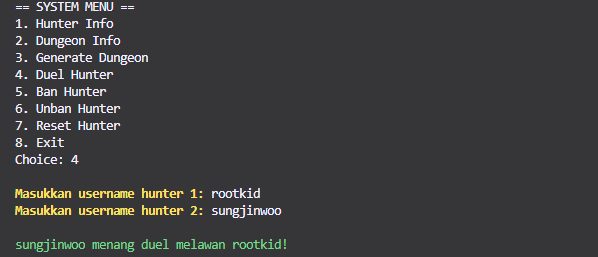 == SYSTEM MENU ==
1. Hunter Info
2. Dungeon Info
3. Generate Dungeon
4. Duel Hunter
5. Ban Hunter
6. Unban Hunter
7. Reset Hunter
8. Exit
Choice: 4
Masukkan username hunter 1: rootkid
Masukkan username hunter 2: sungjinwoo
sungjinwoo menang duel melawan rootkid!